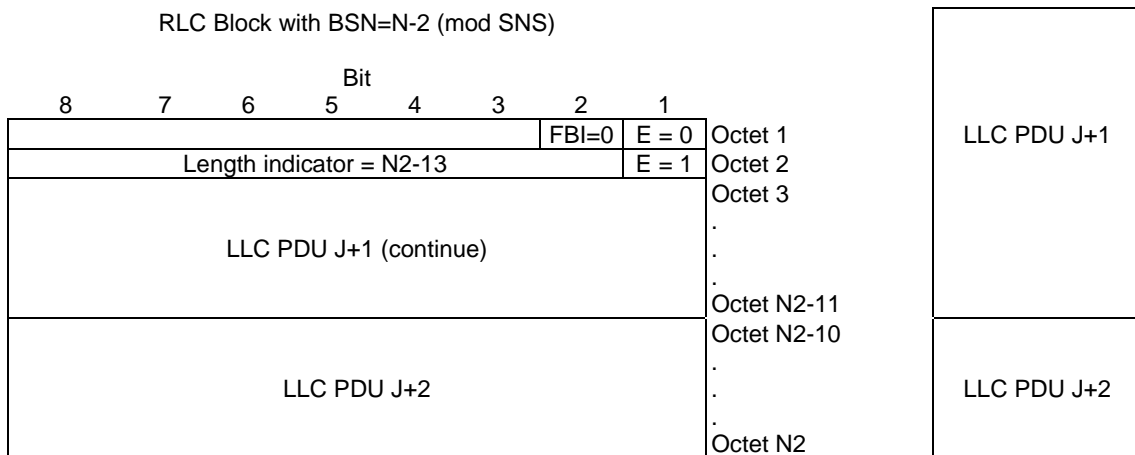 RLC Block with BSN=N-2 (mod SNS)
Bit
8 7 6 5 4 3 2 1
FBI=0 E = 0 Octet 1 LLC PDU J+1
Length indicator = N2-13 E = 1 Octet 2
Octet 3
.
LLC PDU J+1 (continue) .
.
Octet N2-11
Octet N2-10
.
LLC PDU J+2 . LLC PDU J+2
.
Octet N2